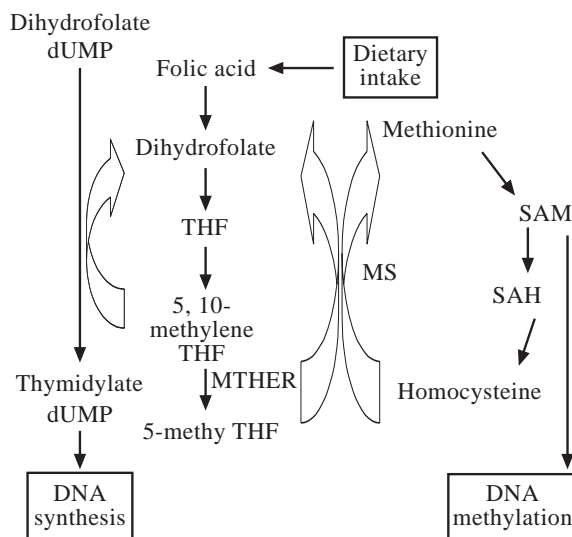 Dihydrofolate
dUMP
Folic acid
Dietary
intake
Dihydrofolate
Methionine
THF
SAM
MS
SAH
5, 10-
methylene
THF
MTHER
Thymidylate
dUMP
Homocysteine
5-methy THF
DNA
synthesis
DNA
methylation